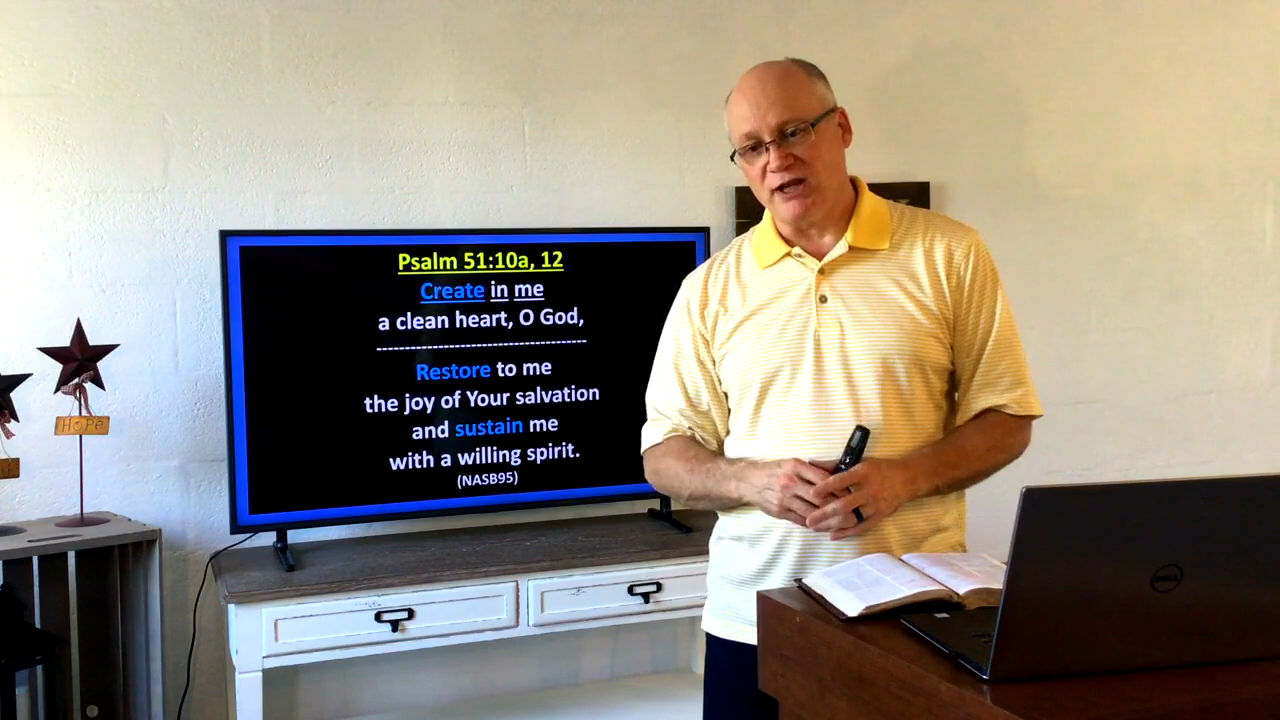 Psalm 51:10a, 12
Create in me
a clean heart, O God,
------------------------------------
Restore to me
the joy of Your salvation
and sustain me
with a willing spirit.
(NASB95)
HOPE
DELL